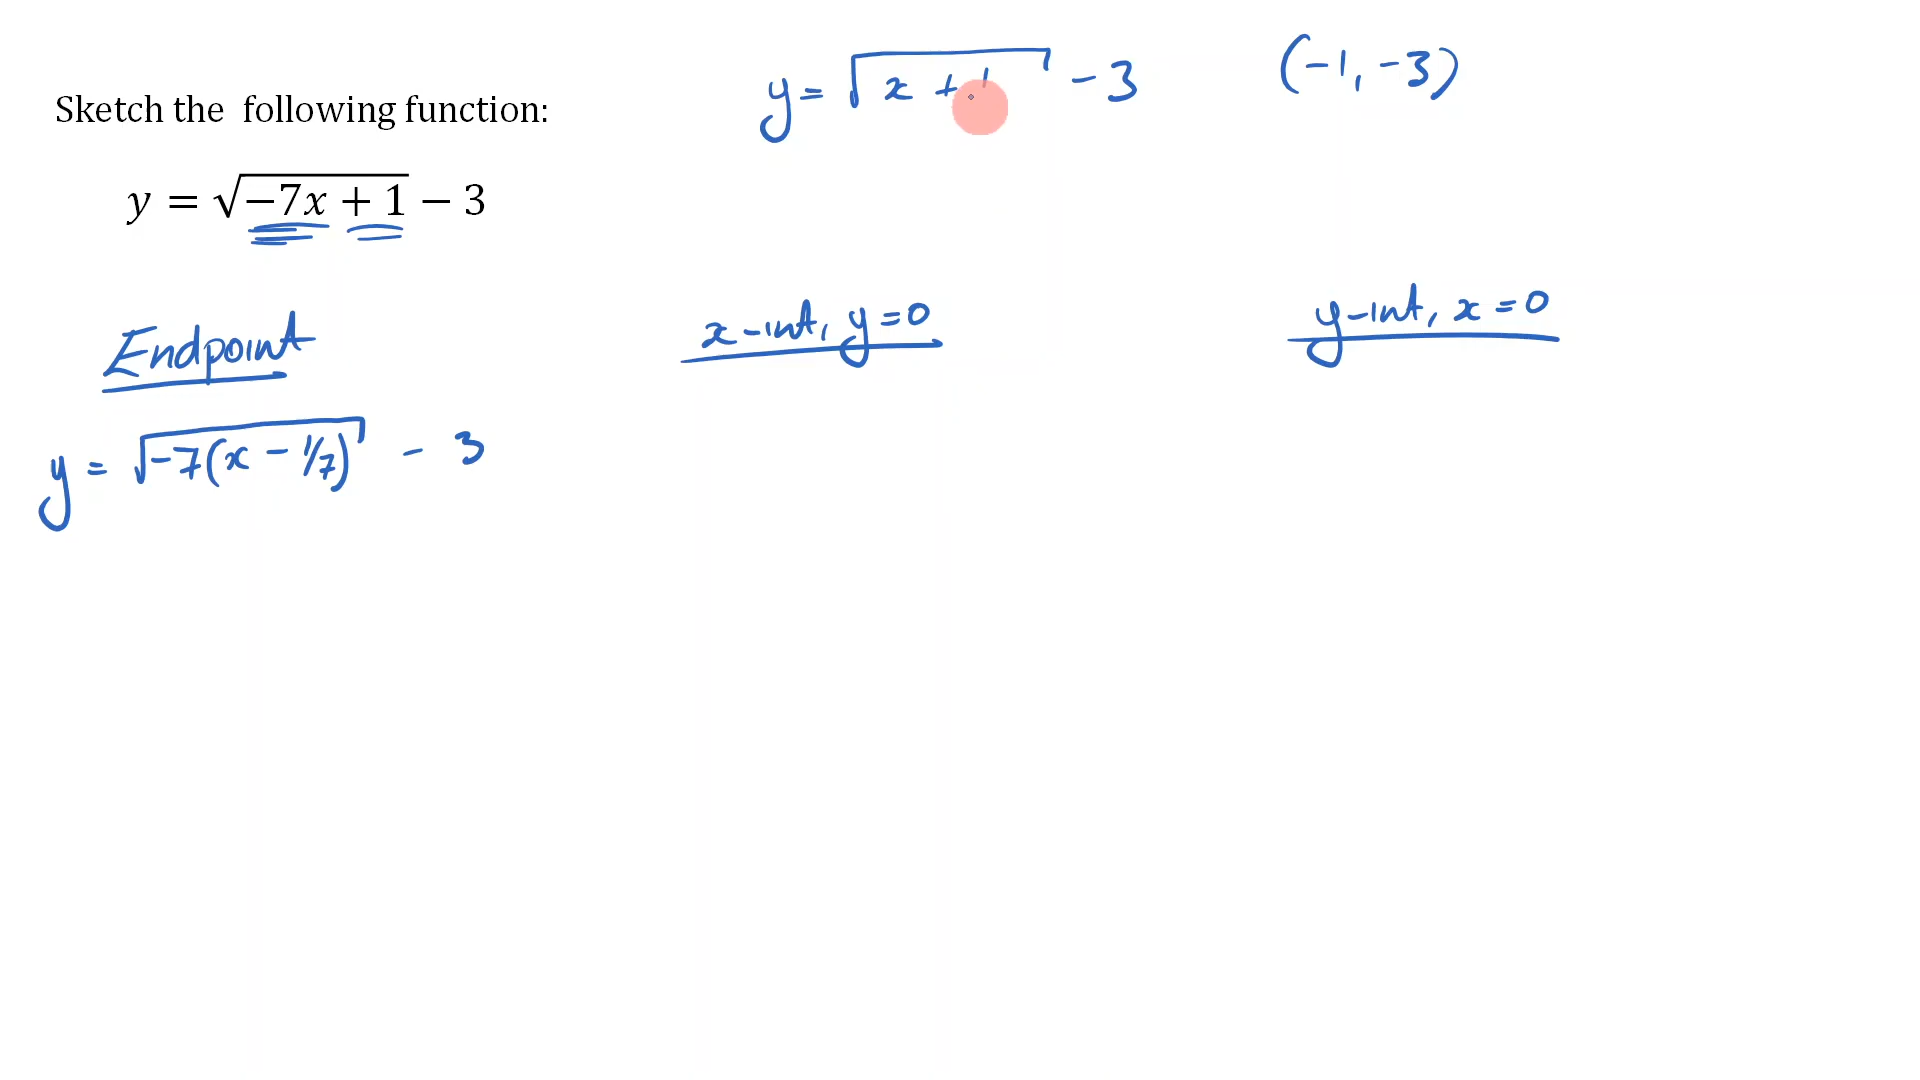 y = √x + 1 - 3 (-1, -3)
Sketch the following function:
y = √−7x + 1 − 3
Endpoint
x-int, y = 0
y-int, x = 0
y = √-7(x - 1/7) - 3